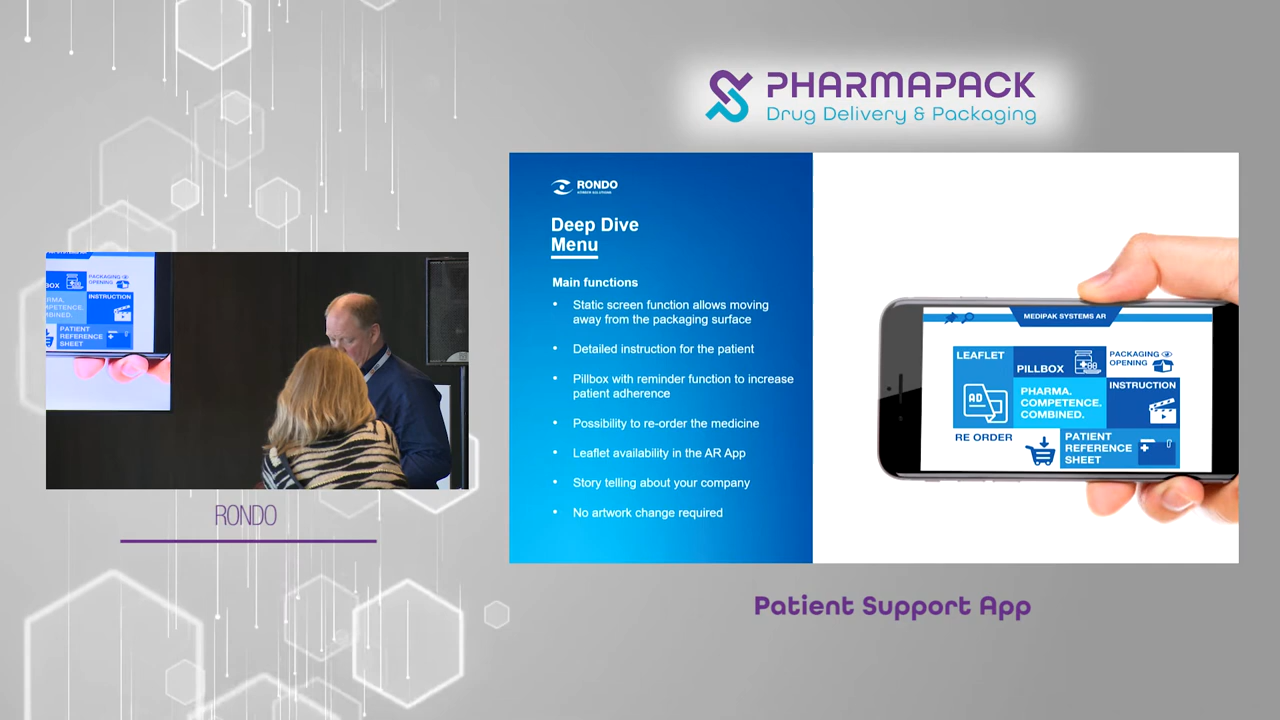 PHARMAPACK
Drug Delivery & Packaging
RONDO
Deep Dive
Menu
Main functions
• Static screen function allows moving
away from the packaging surface
• Detailed instruction for the patient
• Pillbox with reminder function to increase
patient adherence
• Possibility to re-order the medicine
• Leaflet availability in the AR App
• Story telling about your company
• No artwork change required
MEDIPAK SYSTEMS AR
LEAFLET
PILLBOX
PACKAGING
OPENING
AD
PHARMA.
COMPETENCE.
COMBINED.
INSTRUCTION
RE ORDER
PATIENT
REFERENCE
SHEET
PACKAGING
OPENING
INSTRUCTION
PATIENT
REFERENCE
SHEET
RONDO
Patient Support App